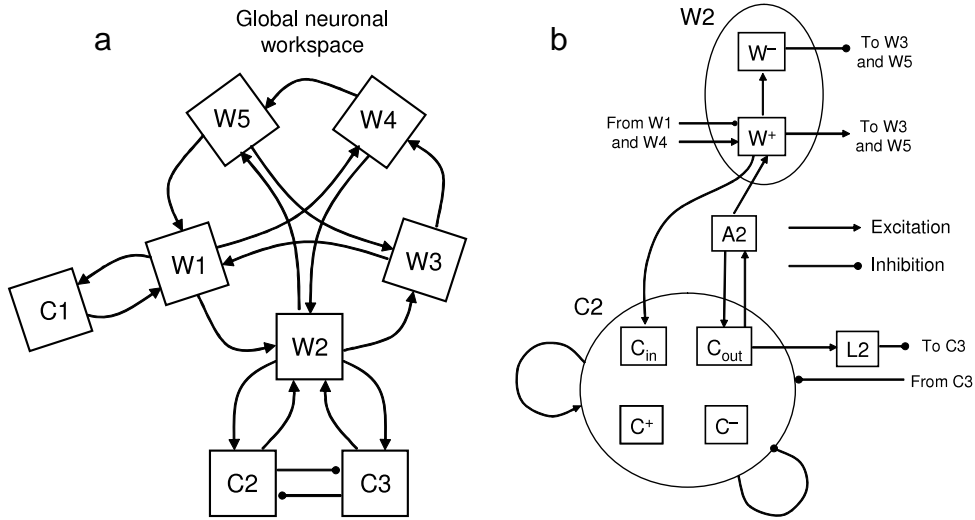 a
Global neuronal
workspace
W5
W4
W1
W3
C1
W2
C2
C3
b
W2
W–
To W3
and W5
From W1
and W4
W+
To W3
and W5
A2
Excitation
Inhibition
C2
Cin
Cout
L2
To C3
From C3
C+
C–